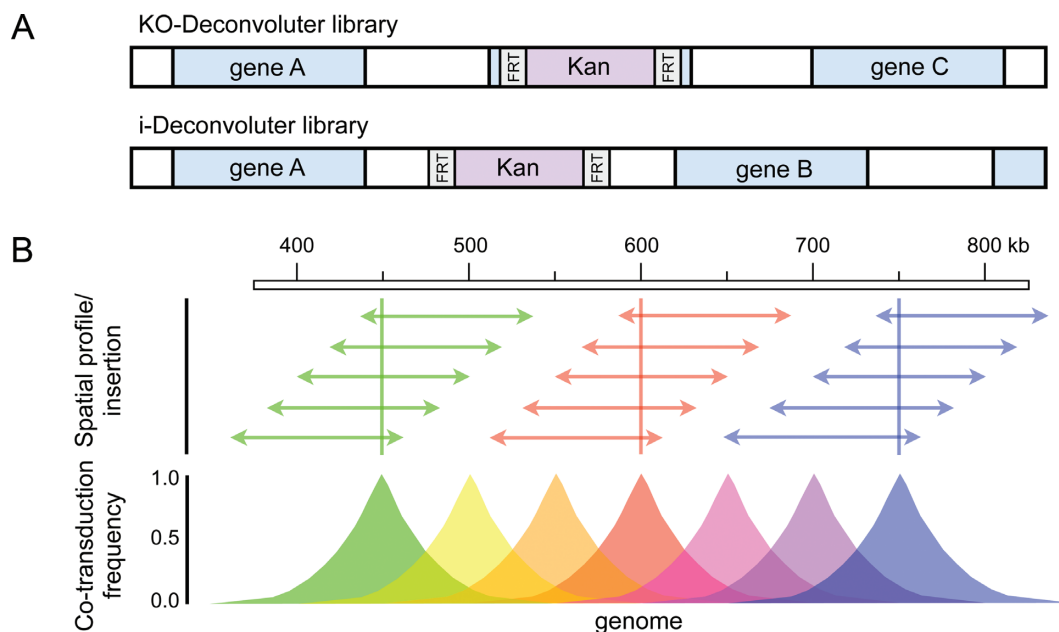 A
KO-Deconvoluter library
gene A FRT Kan FRT gene C
i-Deconvoluter library
gene A FRT Kan FRT gene B
B
400 500 600 700 800 kb
Spatial profile/
insertion
Co-transduction
frequency
1.0
0.5
0.0
genome